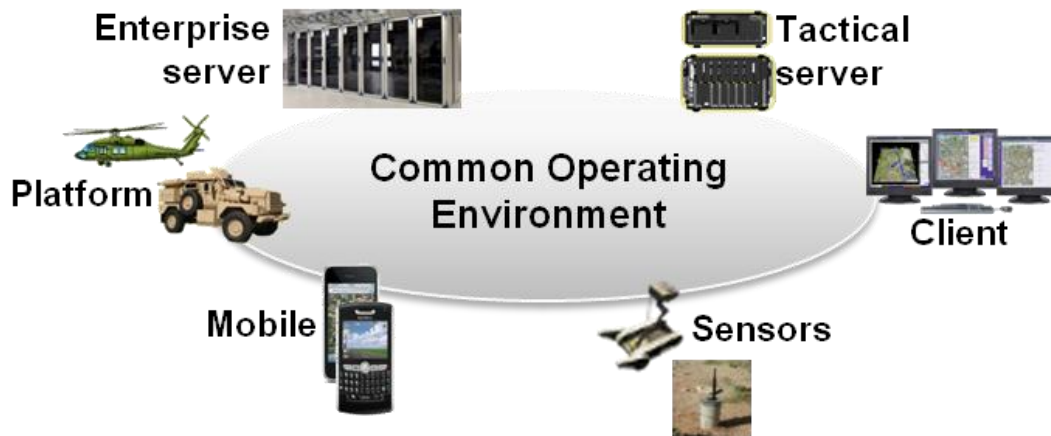 Enterprise
server
Tactical
server
Common Operating
Environment
Platform
Client
Mobile
Sensors